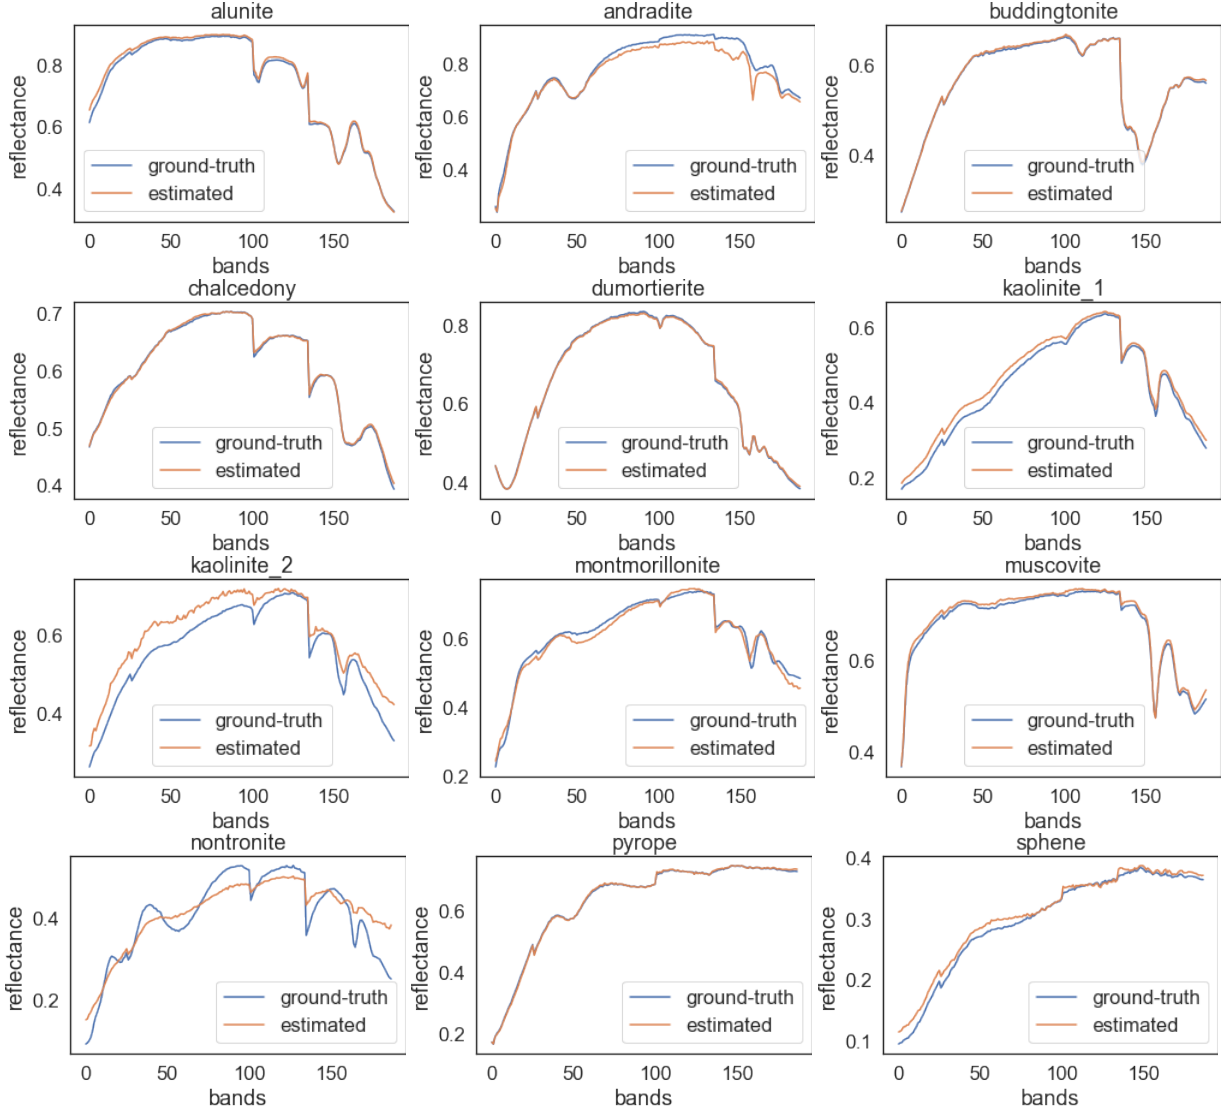 alunite
reflectance
0.8
0.6
0.4
ground-truth
estimated
0 50 100 150
bands
andradite
reflectance
0.8
0.6
0.4
ground-truth
estimated
0 50 100 150
bands
buddingtonite
reflectance
0.6
0.4
ground-truth
estimated
0 50 100 150
bands
chalcedony
reflectance
0.7
0.6
0.5
0.4
ground-truth
estimated
0 50 100 150
bands
dumortierite
reflectance
0.8
0.6
0.4
ground-truth
estimated
0 50 100 150
bands
kaolinite_1
reflectance
0.6
0.4
0.2
ground-truth
estimated
0 50 100 150
bands
kaolinite_2
reflectance
0.6
0.4
ground-truth
estimated
0 50 100 150
bands
montmorillonite
reflectance
0.6
0.4
0.2
ground-truth
estimated
0 50 100 150
bands
muscovite
reflectance
0.6
0.4
ground-truth
estimated
0 50 100 150
bands
nontronite
reflectance
0.4
0.2
ground-truth
estimated
0 50 100 150
bands
pyrope
reflectance
0.6
0.4
0.2
ground-truth
estimated
0 50 100 150
bands
sphene
reflectance
0.4
0.3
0.2
0.1
ground-truth
estimated
0 50 100 150
bands